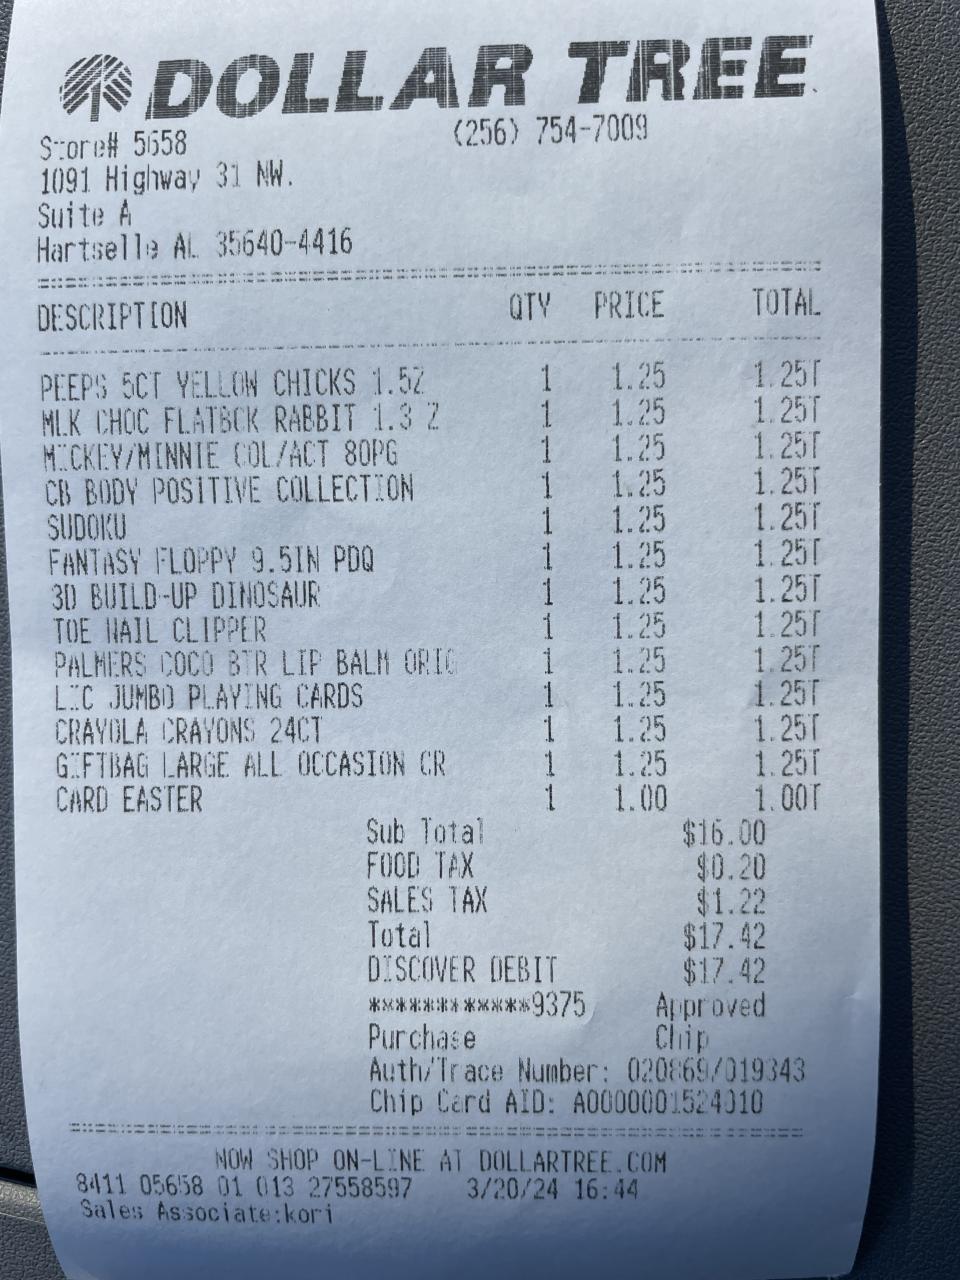 DOLLAR TREE
Store# 5658 (256) 754-7009
1091 Highway 31 NW.
Suite A
Hartselle AL 35640-4416
DESCRIPTION QTY PRICE TOTAL
PEEPS 5CT YELLOW CHICKS 1.5Z 1 1.25 1.25T
MLK CHOC FLATBCK RABBIT 1.3 Z 1 1.25 1.25T
MICKEY/MINNIE COL/ACT 80PG 1 1.25 1.25T
CB BODY POSITIVE COLLECTION 1 1.25 1.25T
SUDOKU 1 1.25 1.25T
FANTASY FLOPPY 9.5IN PDQ 1 1.25 1.25T
3D BUILD-UP DINOSAUR 1 1.25 1.25T
TOE NAIL CLIPPER 1 1.25 1.25T
PALMERS COCO BTR LIP BALM ORIG 1 1.25 1.25T
LIC JUMBO PLAYING CARDS 1 1.25 1.25T
CRAYOLA CRAYONS 24CT 1 1.25 1.25T
GIFTBAG LARGE ALL OCCASION CR 1 1.25 1.25T
CARD EASTER 1 1.00 1.00T
Sub Total $16.00
FOOD TAX $0.20
SALES TAX $1.22
Total $17.42
DISCOVER DEBIT $17.42
************9375 Approved
Purchase Chip
Auth/Trace Number: 020869/019343
Chip Card AID: A0000001524010
NOW SHOP ON-LINE AT DOLLARTREE.COM
8411 05658 01 013 27558597 3/20/24 16:44
Sales Associate:kori